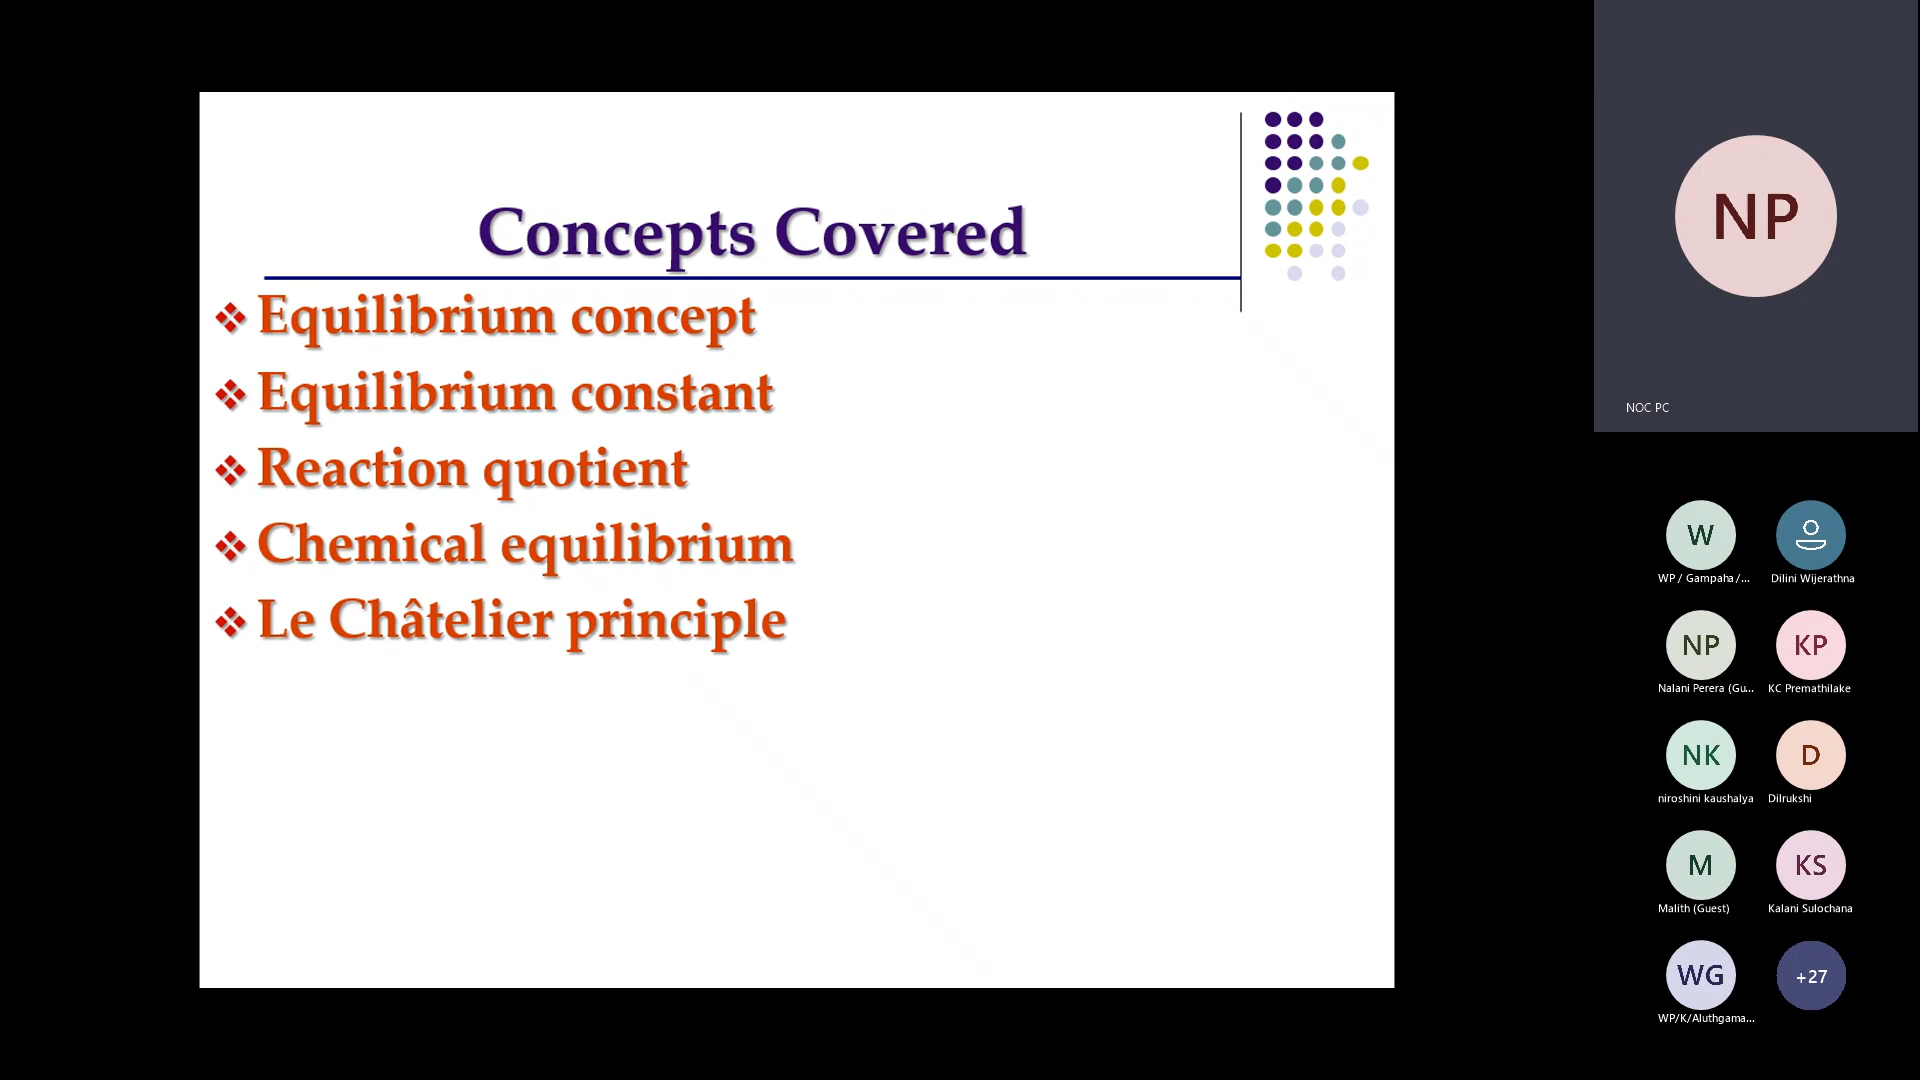 Concepts Covered
Equilibrium concept
Equilibrium constant
Reaction quotient
Chemical equilibrium
Le Châtelier principle
NP
NOC PC
W
WP / Gampaha /...
Dilini Wijerathna
NP
Nalani Perera (Gu...
KP
KC Premathilake
NK
niroshini kaushalya
D
Dilrukshi
M
Malith (Guest)
KS
Kalani Sulochana
WG
WP/K/Aluthgama...
+27